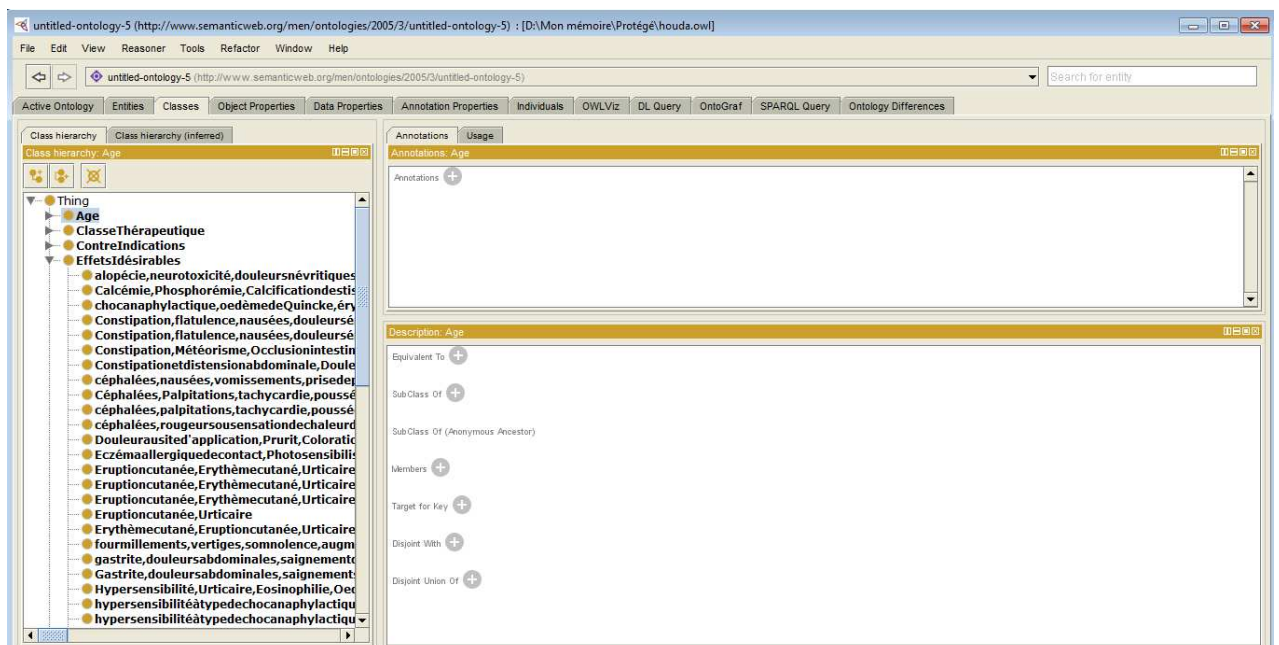 untitled-ontology-5 (http://www.semanticweb.org/men/ontologies/2005/3/untitled-ontology-5) : [D:\Mon mémoire\Protégé\houda.owl]
File Edit View Reasoner Tools Refactor Window Help
untitled-ontology-5 (http://www.semanticweb.org/men/ontologies/2005/3/untitled-ontology-5)
Search for entity
Active Ontology Entities Classes Object Properties Data Properties Annotation Properties Individuals OWLViz DL Query OntoGraf SPARQL Query Ontology Differences
Class hierarchy Class hierarchy (inferred)
Class hierarchy: Age
Thing
Age
ClasseThérapeutique
ContreIndications
EffetsIdésirables
alopécie,neurotoxicité,douleursnévritiques
Calcémie,Phosphorémie,Calcificationdestis
chocanaphylactique,oedèmedeQuincke,éry
Constipation,flatulence,nausées,douleursé
Constipation,flatulence,nausées,douleursé
Constipation,Météorisme,Occlusionintestin
Constipationetdistensionabdominale,Doule
céphalées,nausées,vomissements,prisedep
Céphalées,Palpitations,tachycardie,poussé
céphalées,palpitations,tachycardie,poussé
céphalées,rougeursousensationdechaleurd
Douleurausited'application,Prurit,Coloratio
Eczémaallergiquedecontact,Photosensibilis
Eruptioncutanée,Erythèmecutané,Urticaire
Eruptioncutanée,Erythèmecutané,Urticaire
Eruptioncutanée,Erythèmecutané,Urticaire
Eruptioncutanée,Urticaire
Erythèmecutané,Eruptioncutanée,Urticaire
fourmillements,vertiges,somnolence,augm
gastrite,douleursabdominales,saignemento
Gastrite,douleursabdominales,saignement
Hypersensibilité,Urticaire,Eosinophilie,Oed
hypersensibilitéàtypedechocanaphylactiqu
hypersensibilitéàtypedechocanaphylactiqu
Annotations Usage
Annotations: Age
Annotations
Description: Age
Equivalent To
SubClass Of
SubClass Of (Anonymous Ancestor)
Members
Target for Key
Disjoint With
Disjoint Union Of